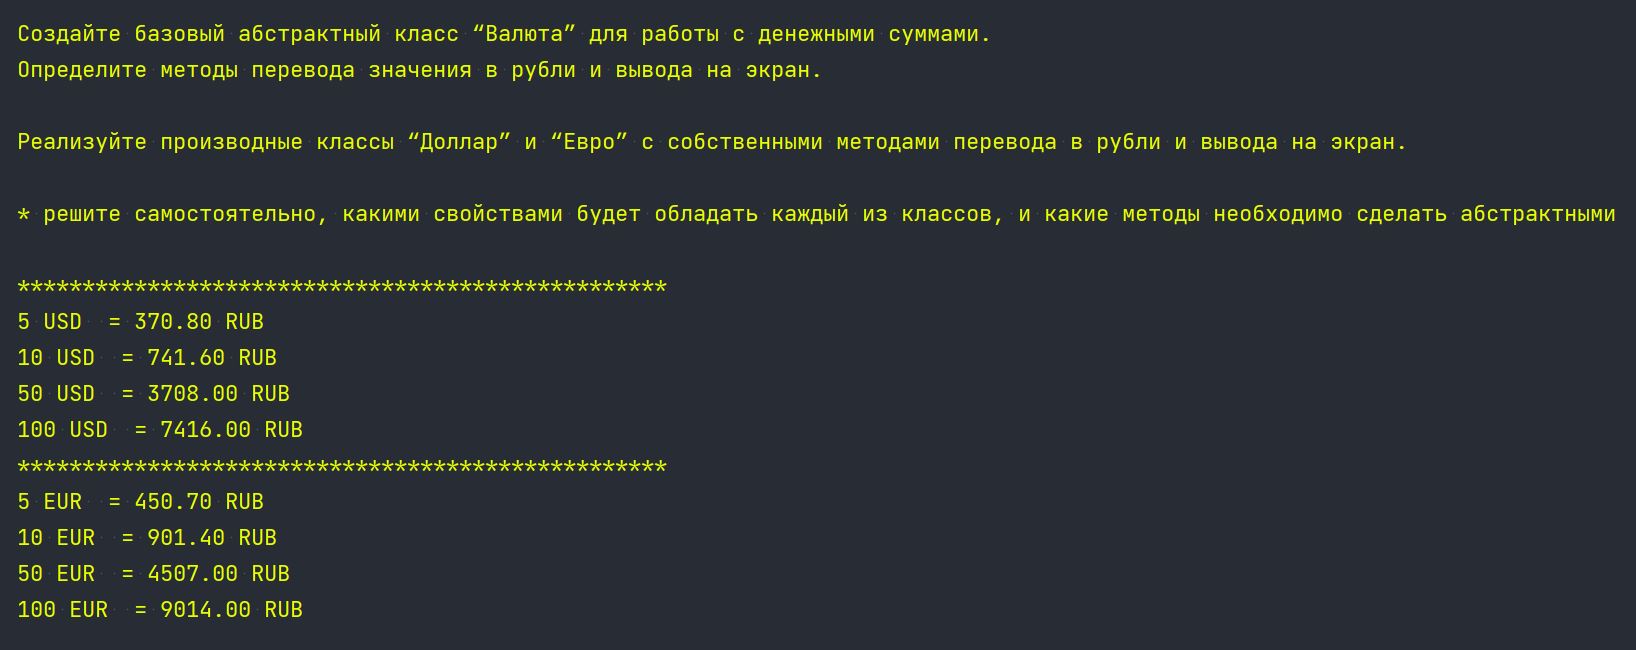 Создайте базовый абстрактный класс “Валюта” для работы с денежными суммами.
Определите методы перевода значения в рубли и вывода на экран.
Реализуйте производные классы “Доллар” и “Евро” с собственными методами перевода в рубли и вывода на экран.
* решите самостоятельно, какими свойствами будет обладать каждый из классов, и какие методы необходимо сделать абстрактными
**************************************************
5 USD  = 370.80 RUB
10 USD  = 741.60 RUB
50 USD  = 3708.00 RUB
100 USD  = 7416.00 RUB
**************************************************
5 EUR  = 450.70 RUB
10 EUR  = 901.40 RUB
50 EUR  = 4507.00 RUB
100 EUR  = 9014.00 RUB